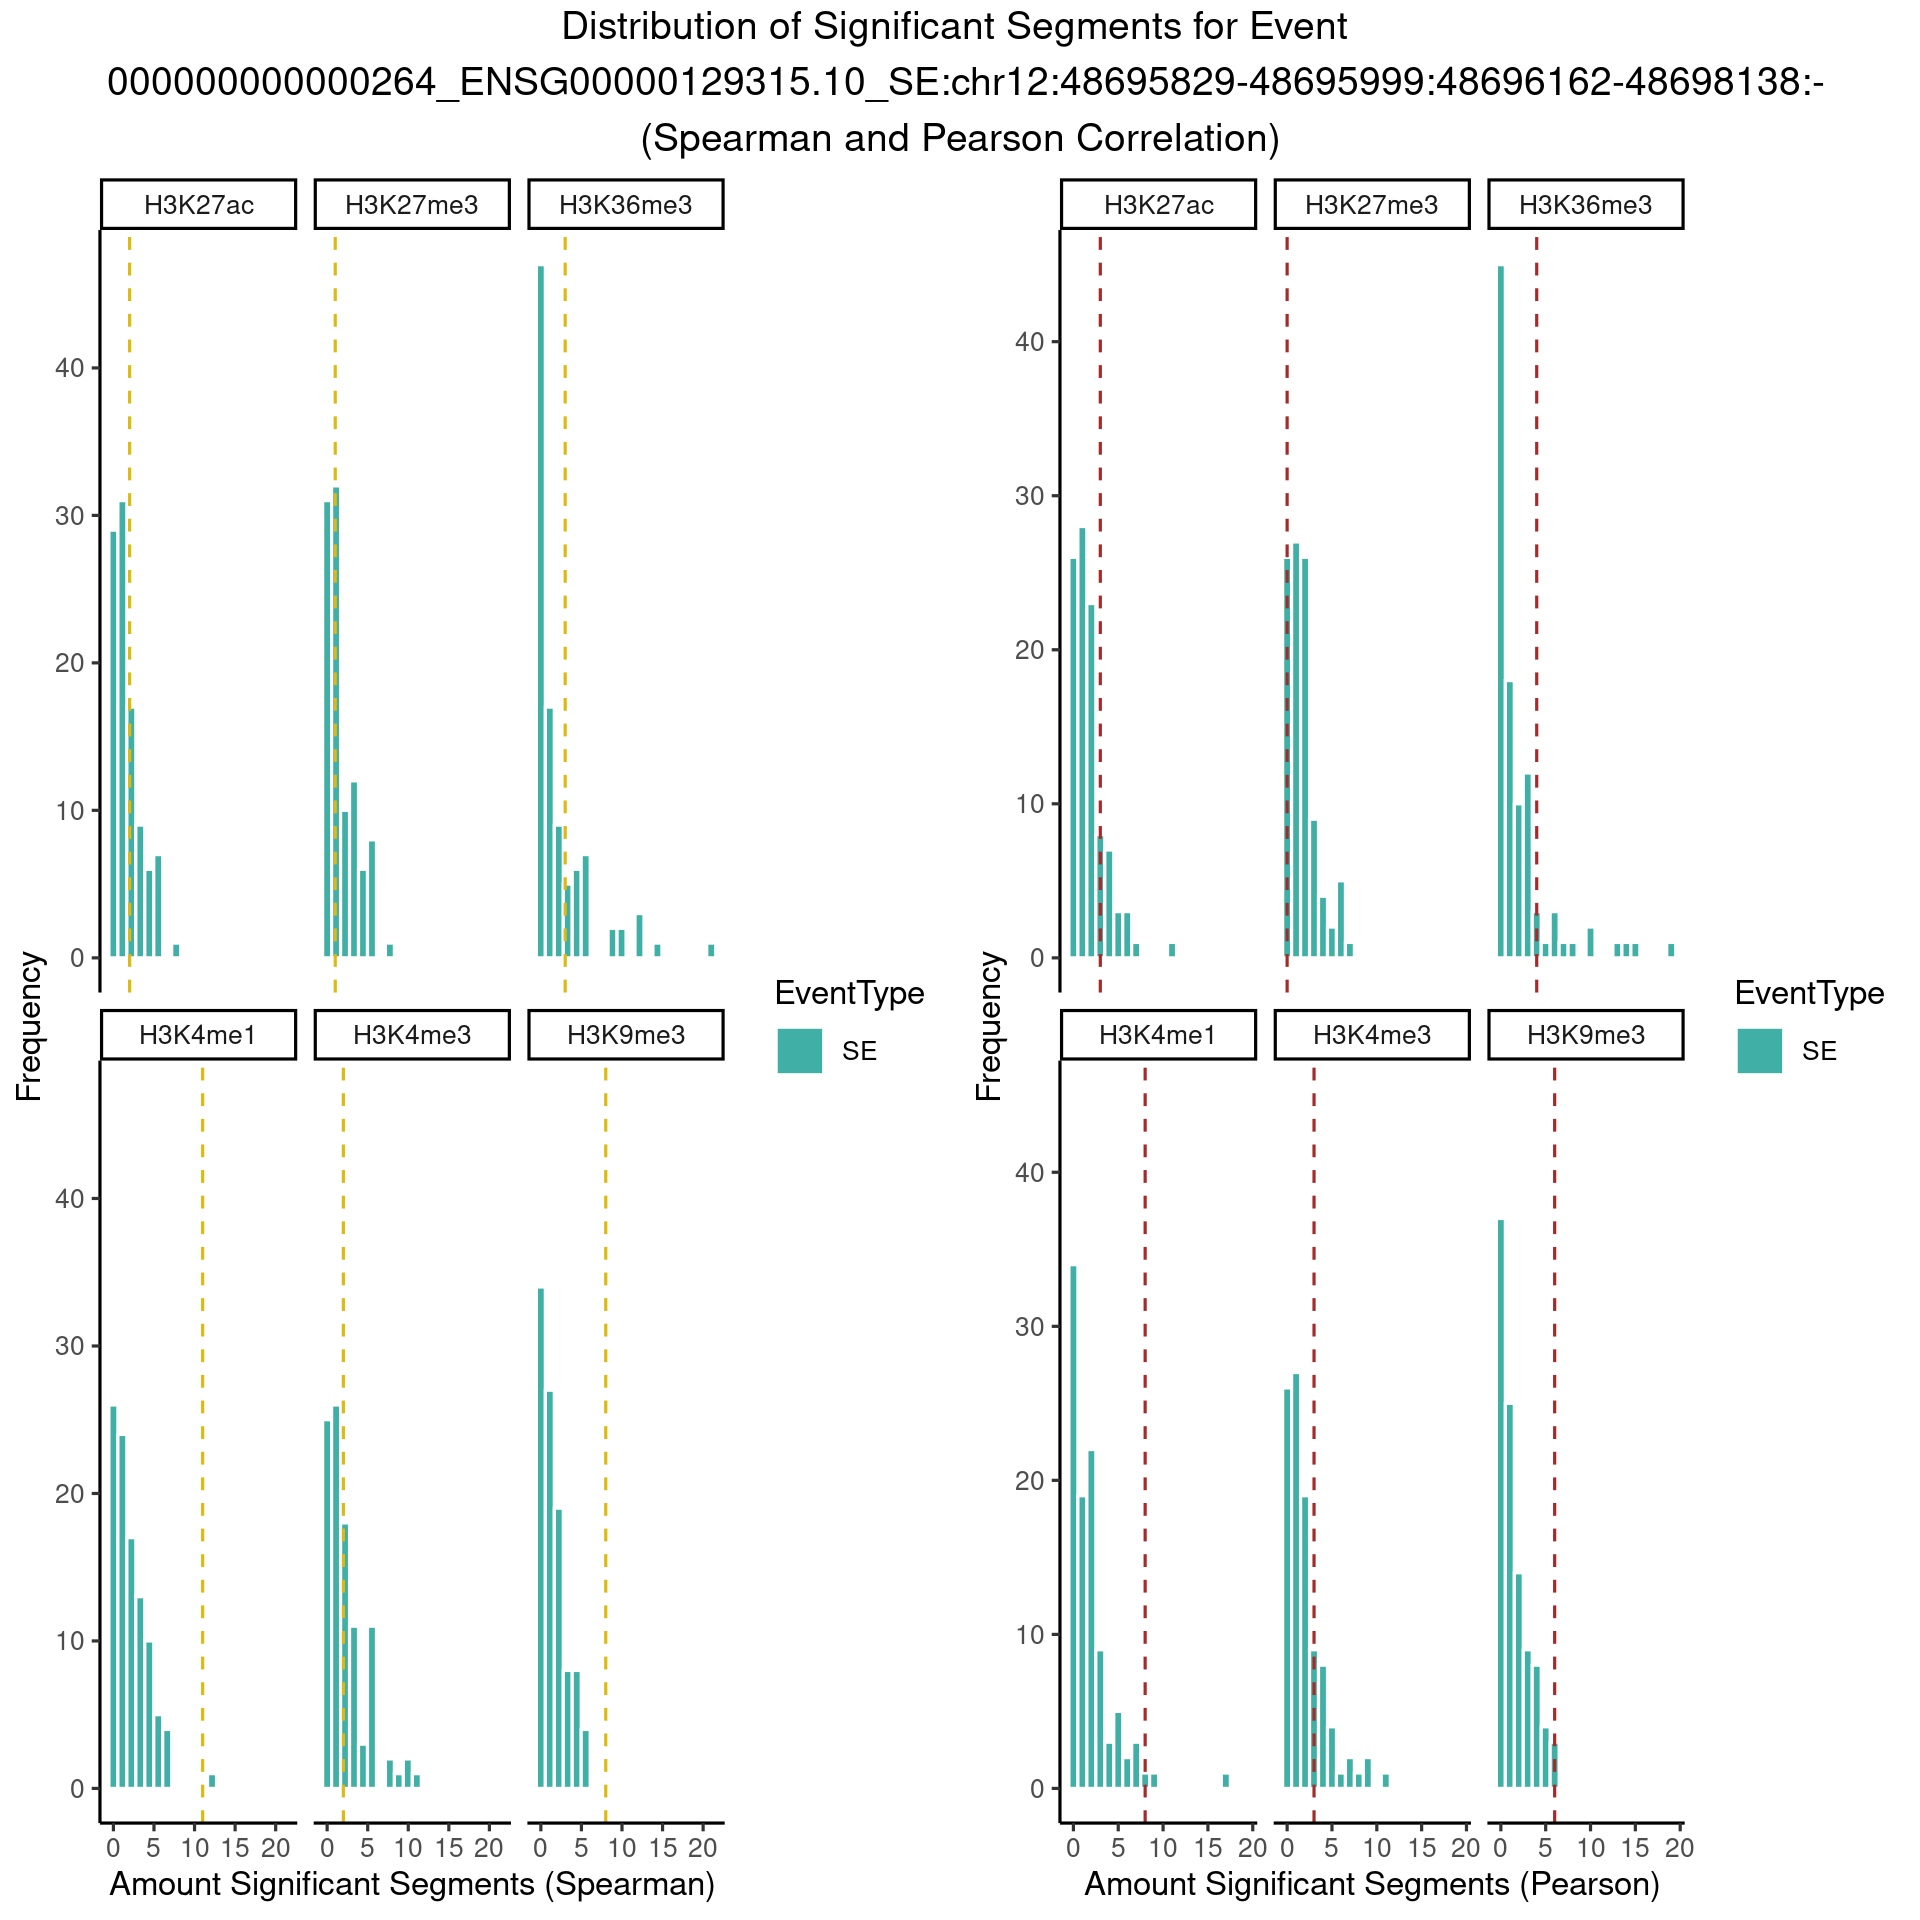 Distribution of Significant Segments for Event
000000000000264_ENSG00000129315.10_SE:chr12:48695829-48695999:48696162-48698138:-
(Spearman and Pearson Correlation)
H3K27ac H3K27me3 H3K36me3
40
30
20
10
0
H3K4me1 H3K4me3 H3K9me3
40
30
20
10
0
0 5 10 15 20 0 5 10 15 20 0 5 10 15 20
Frequency
Amount Significant Segments (Spearman)
EventType
SE
H3K27ac H3K27me3 H3K36me3
40
30
20
10
0
H3K4me1 H3K4me3 H3K9me3
40
30
20
10
0
0 5 10 15 20 0 5 10 15 20 0 5 10 15 20
Frequency
Amount Significant Segments (Pearson)
EventType
SE